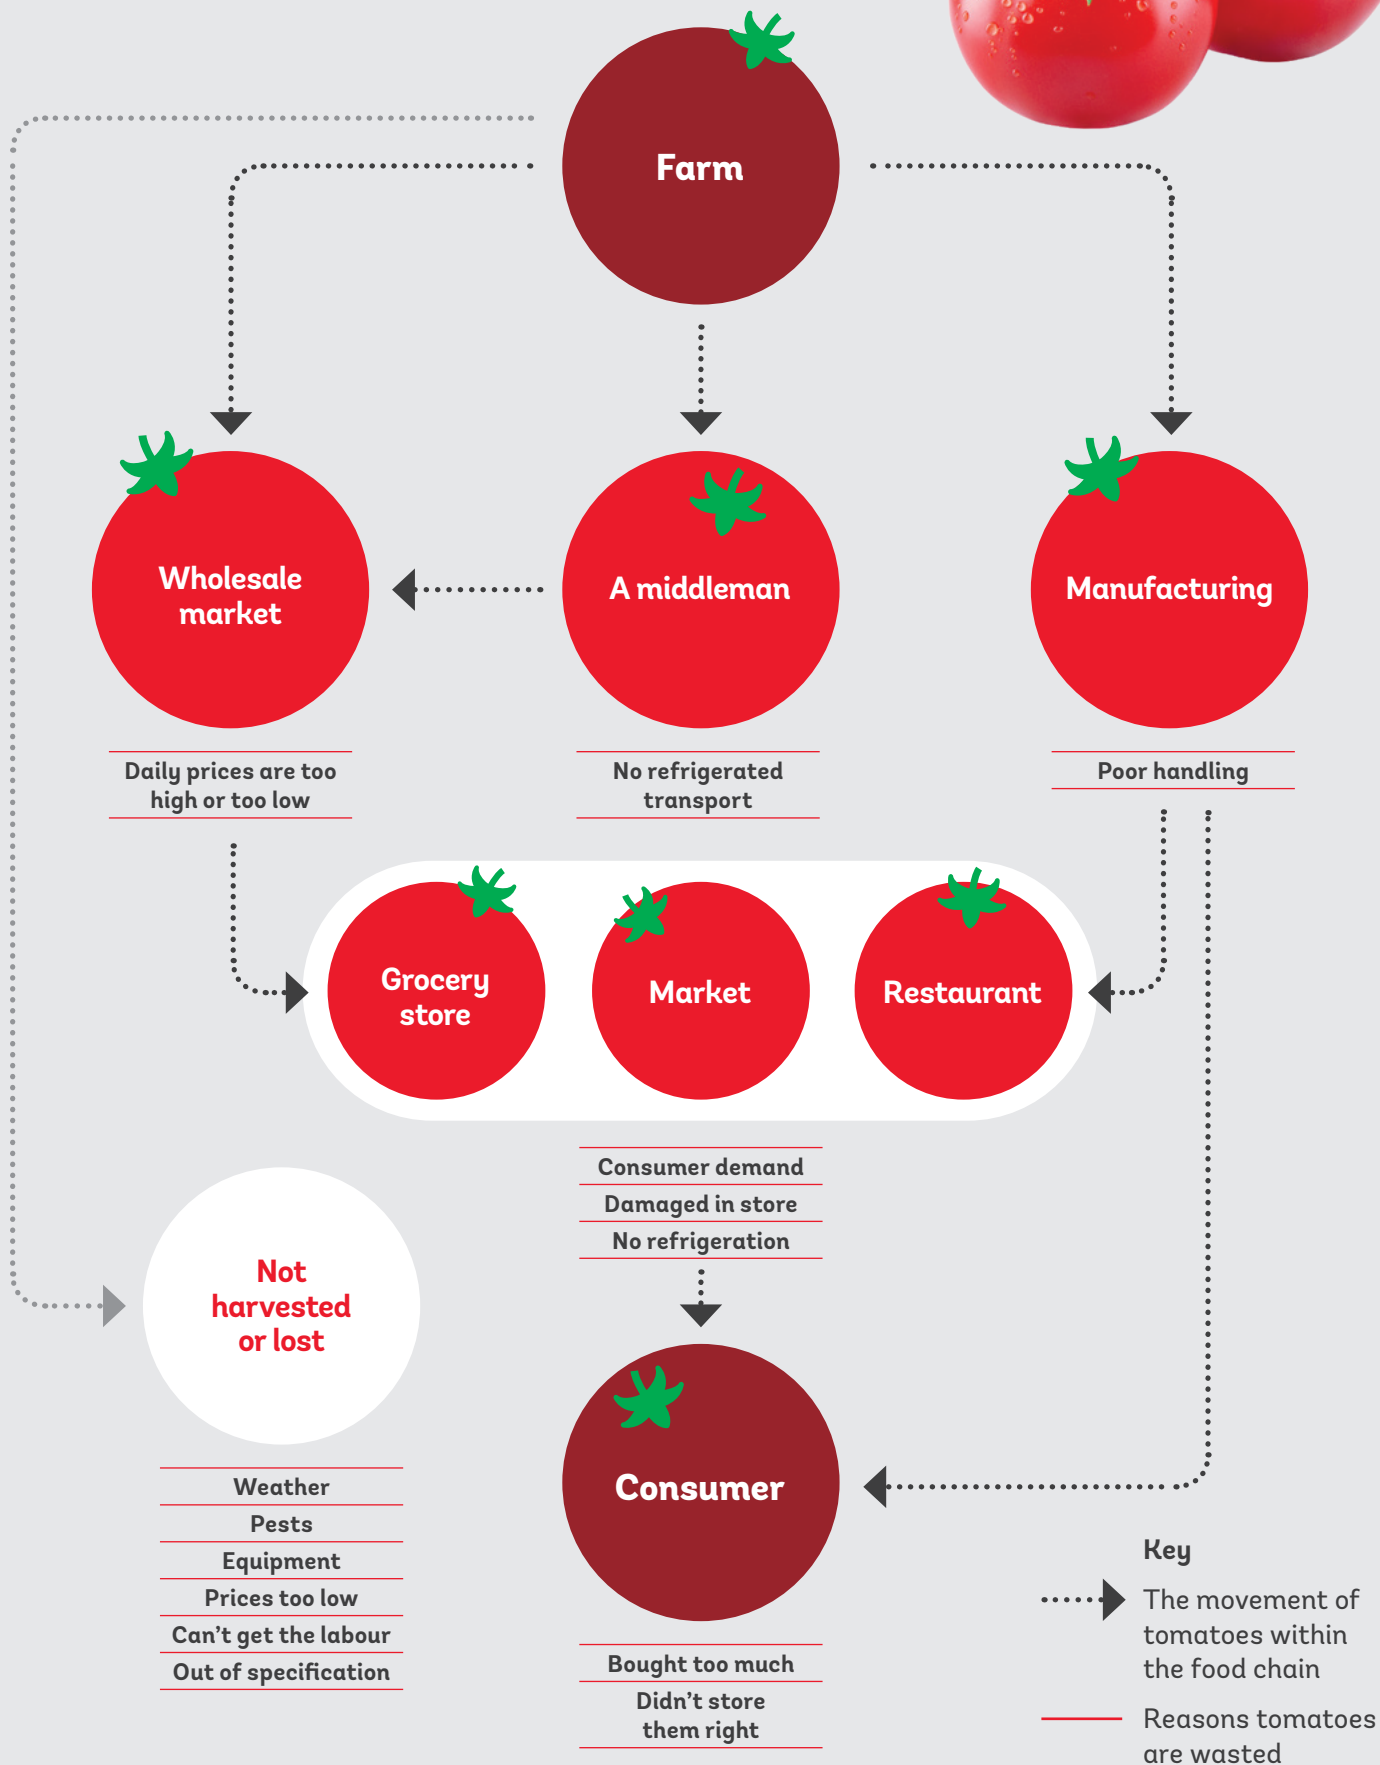 Farm
Wholesale
market
A middleman
Manufacturing
Daily prices are too
high or too low
No refrigerated
transport
Poor handling
Grocery
store
Market
Restaurant
Consumer demand
Damaged in store
No refrigeration
Not
harvested
or lost
Weather
Pests
Equipment
Prices too low
Can’t get the labour
Out of specification
Consumer
Bought too much
Didn’t store
them right
Key
The movement of
tomatoes within
the food chain
Reasons tomatoes
are wasted